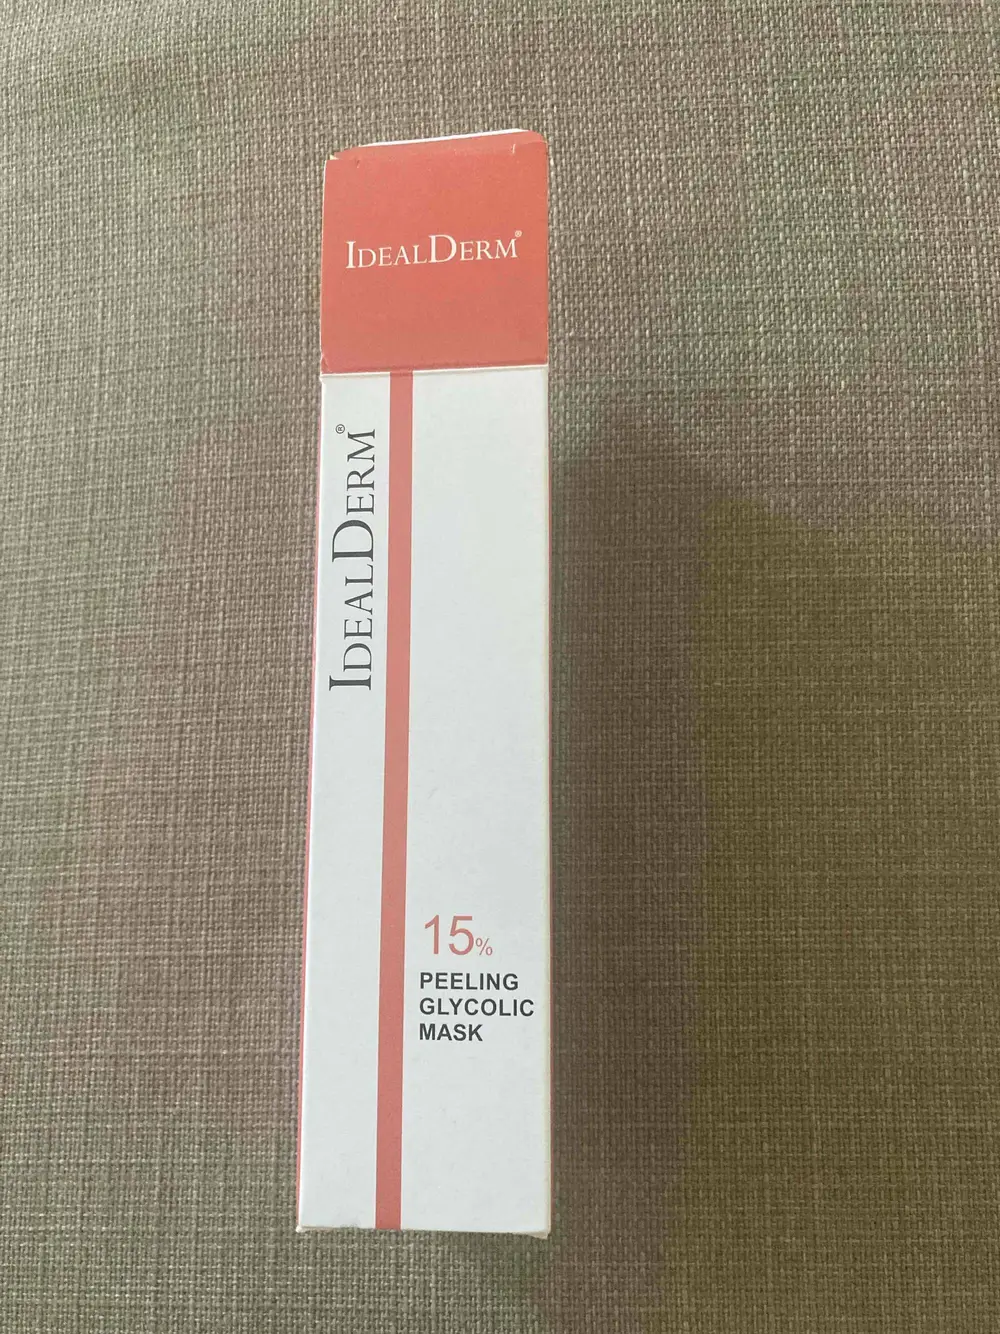 IDEALDERM®
IDEALDERM®
15%
PEELING
GLYCOLIC
MASK